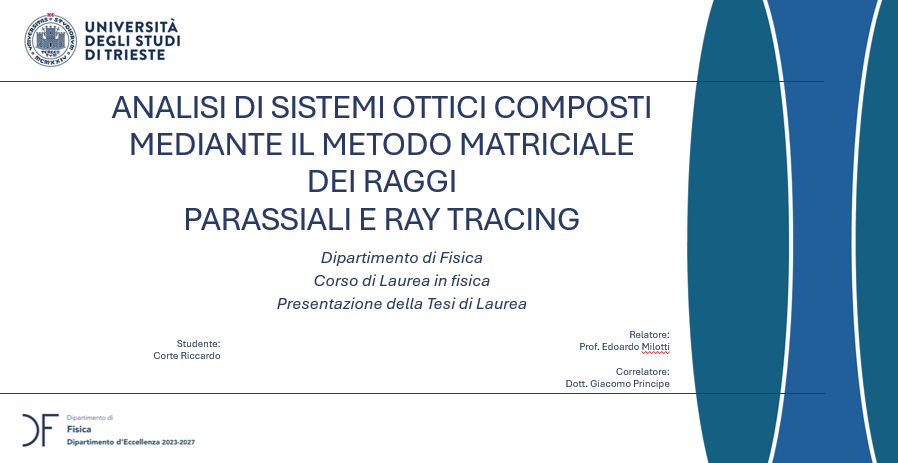 UNIVERSITÀ
DEGLI STUDI
DI TRIESTE
ANALISI DI SISTEMI OTTICI COMPOSTI
MEDIANTE IL METODO MATRICIALE
DEI RAGGI
PARASSIALI E RAY TRACING
Dipartimento di Fisica
Corso di Laurea in fisica
Presentazione della Tesi di Laurea
Studente:
Corte Riccardo
Relatore:
Prof. Edoardo Milotti
Correlatore:
Dott. Giacomo Principe
DF
Dipartimento di
Fisica
Dipartimento d'Eccellenza 2023-2027